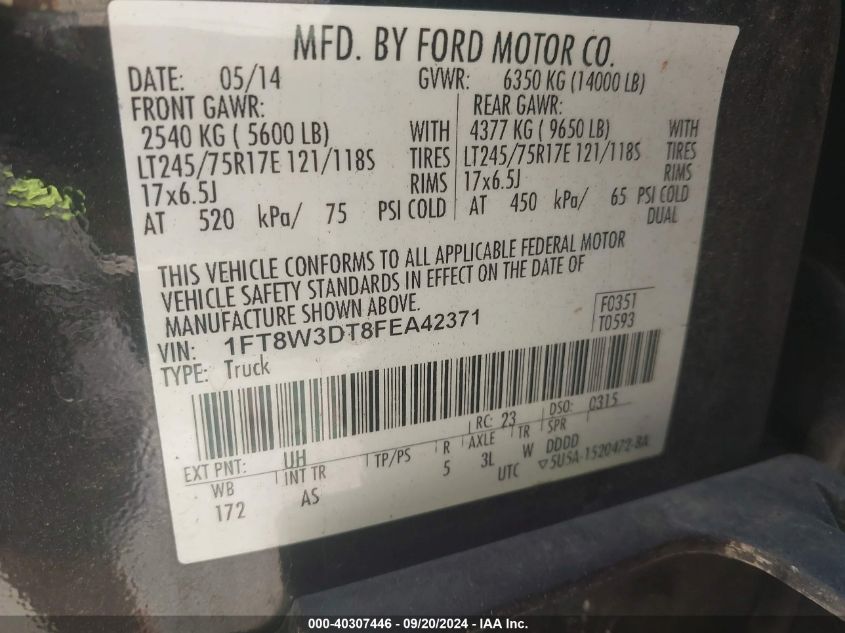 MFD. BY FORD MOTOR CO.
DATE: 05/14 GVWR: 6350 KG (14000 LB)
FRONT GAWR: REAR GAWR:
2540 KG ( 5600 LB) WITH 4377 KG ( 9650 LB) WITH
LT245/75R17E 121/118S TIRES LT245/75R17E 121/118S TIRES
17x6.5J RIMS 17x6.5J RIMS
AT 520 kPa/ 75 PSI COLD AT 450 kPa/ 65 PSI COLD
DUAL
THIS VEHICLE CONFORMS TO ALL APPLICABLE FEDERAL MOTOR
VEHICLE SAFETY STANDARDS IN EFFECT ON THE DATE OF
MANUFACTURE SHOWN ABOVE.
VIN: 1FT8W3DT8FEA42371
TYPE: Truck
F0351
T0593
EXT PNT: UH RC: 23 DSO: 0315
WB INT TR TP/PS R AXLE TR SPR
172 AS 5 3L W DDDD
UTC ▽5U5A-1520472-BA
000-40307446 - 09/20/2024 - IAA Inc.